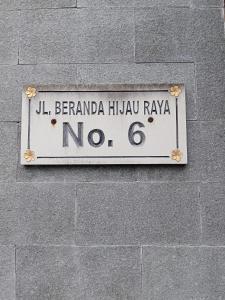 JL. BERANDA HIJAU RAYA
No. 6